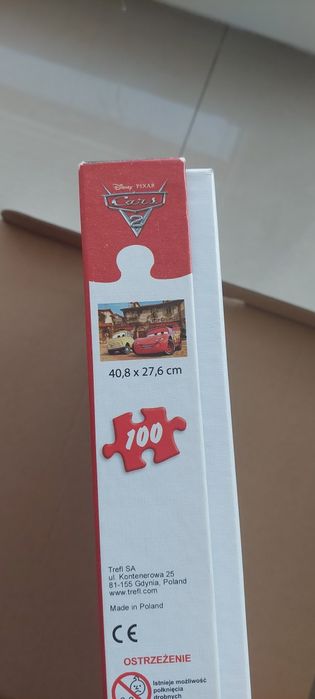 Disney PIXAR
Cars
2
40,8 x 27,6 cm
100
Trefl SA
ul. Kontenerowa 25
81-155 Gdynia, Poland
www.trefl.com
Made in Poland
CE
OSTRZEŻENIE
Istnieje możliwość
połknięcia
drobnych